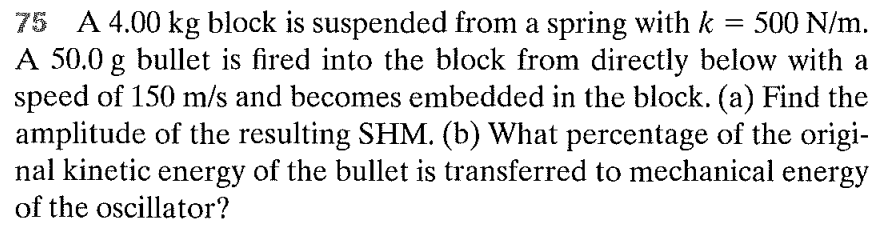 75 A 4.00 kg block is suspended from a spring with k = 500 N/m.
A 50.0 g bullet is fired into the block from directly below with a
speed of 150 m/s and becomes embedded in the block. (a) Find the
amplitude of the resulting SHM. (b) What percentage of the origi-
nal kinetic energy of the bullet is transferred to mechanical energy
of the oscillator?